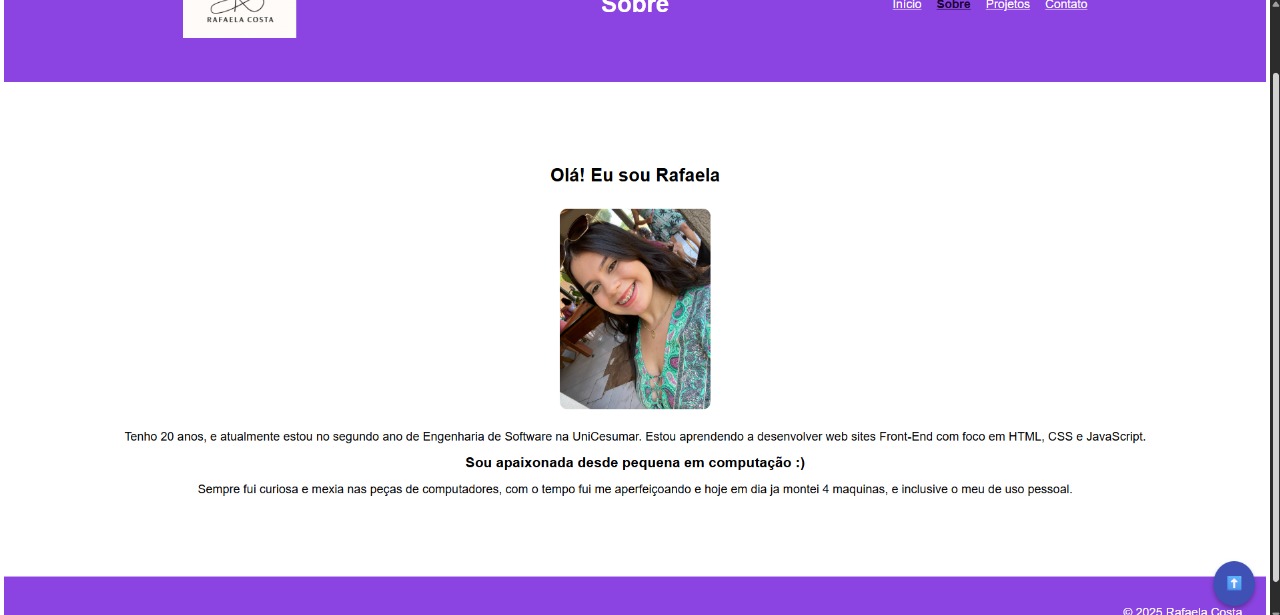 RAFAELA COSTA
Sobre
Início Sobre Projetos Contato
Olá! Eu sou Rafaela
Tenho 20 anos, e atualmente estou no segundo ano de Engenharia de Software na UniCesumar. Estou aprendendo a desenvolver web sites Front-End com foco em HTML, CSS e JavaScript.
Sou apaixonada desde pequena em computação :)
Sempre fui curiosa e mexia nas peças de computadores, com o tempo fui me aperfeiçoando e hoje em dia ja montei 4 maquinas, e inclusive o meu de uso pessoal.
© 2025 Rafaela Costa